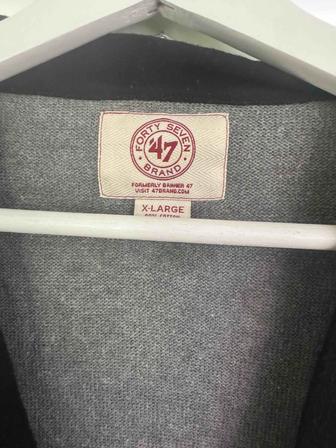 FORTY SEVEN
'47
BRAND
FORMERLY BANNER 47
VISIT 47BRAND.COM
X-LARGE